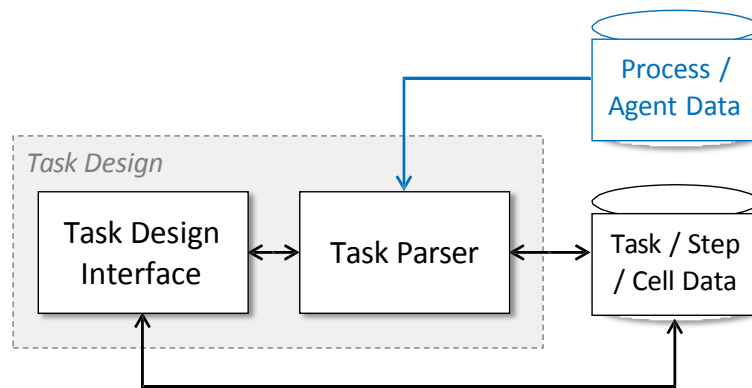 Process /
Agent Data
Task Design
Task Design
Interface
Task Parser
Task / Step
/ Cell Data